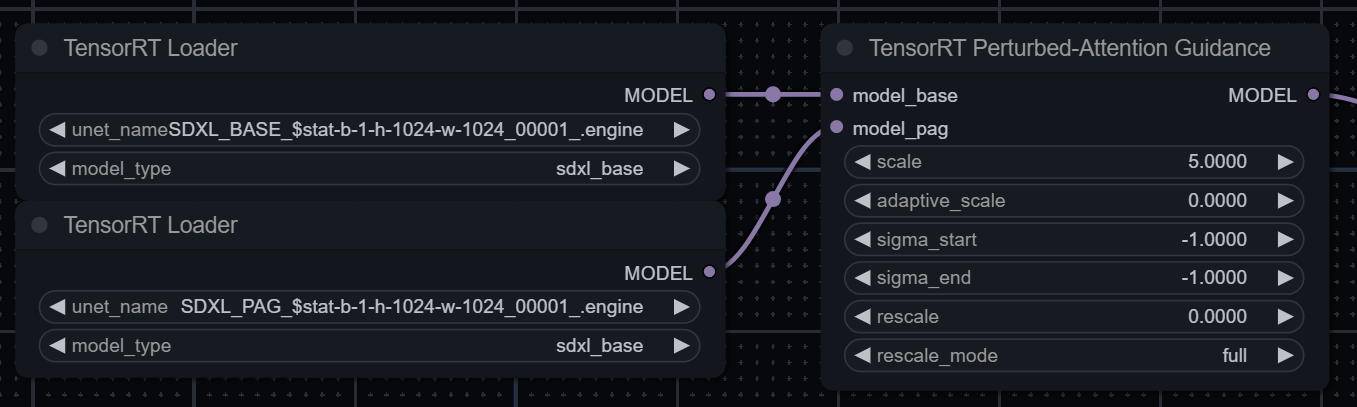 TensorRT Loader
MODEL
unet_name SDXL_BASE_$stat-b-1-h-1024-w-1024_00001_.engine
model_type sdxl_base
TensorRT Loader
MODEL
unet_name SDXL_PAG_$stat-b-1-h-1024-w-1024_00001_.engine
model_type sdxl_base
TensorRT Perturbed-Attention Guidance
model_base MODEL
model_pag
scale 5.0000
adaptive_scale 0.0000
sigma_start -1.0000
sigma_end -1.0000
rescale 0.0000
rescale_mode full